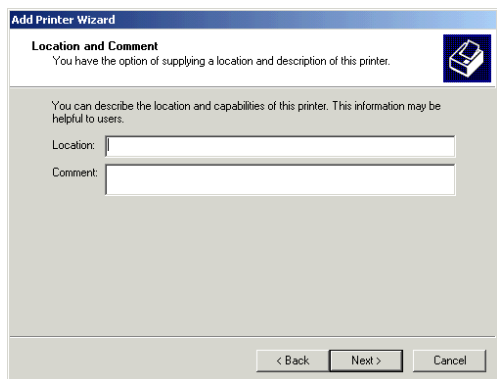 Add Printer Wizard
Location and Comment
You have the option of supplying a location and description of this printer.
You can describe the location and capabilities of this printer. This information may be
helpful to users.
Location:
Comment:
< Back
Next >
Cancel